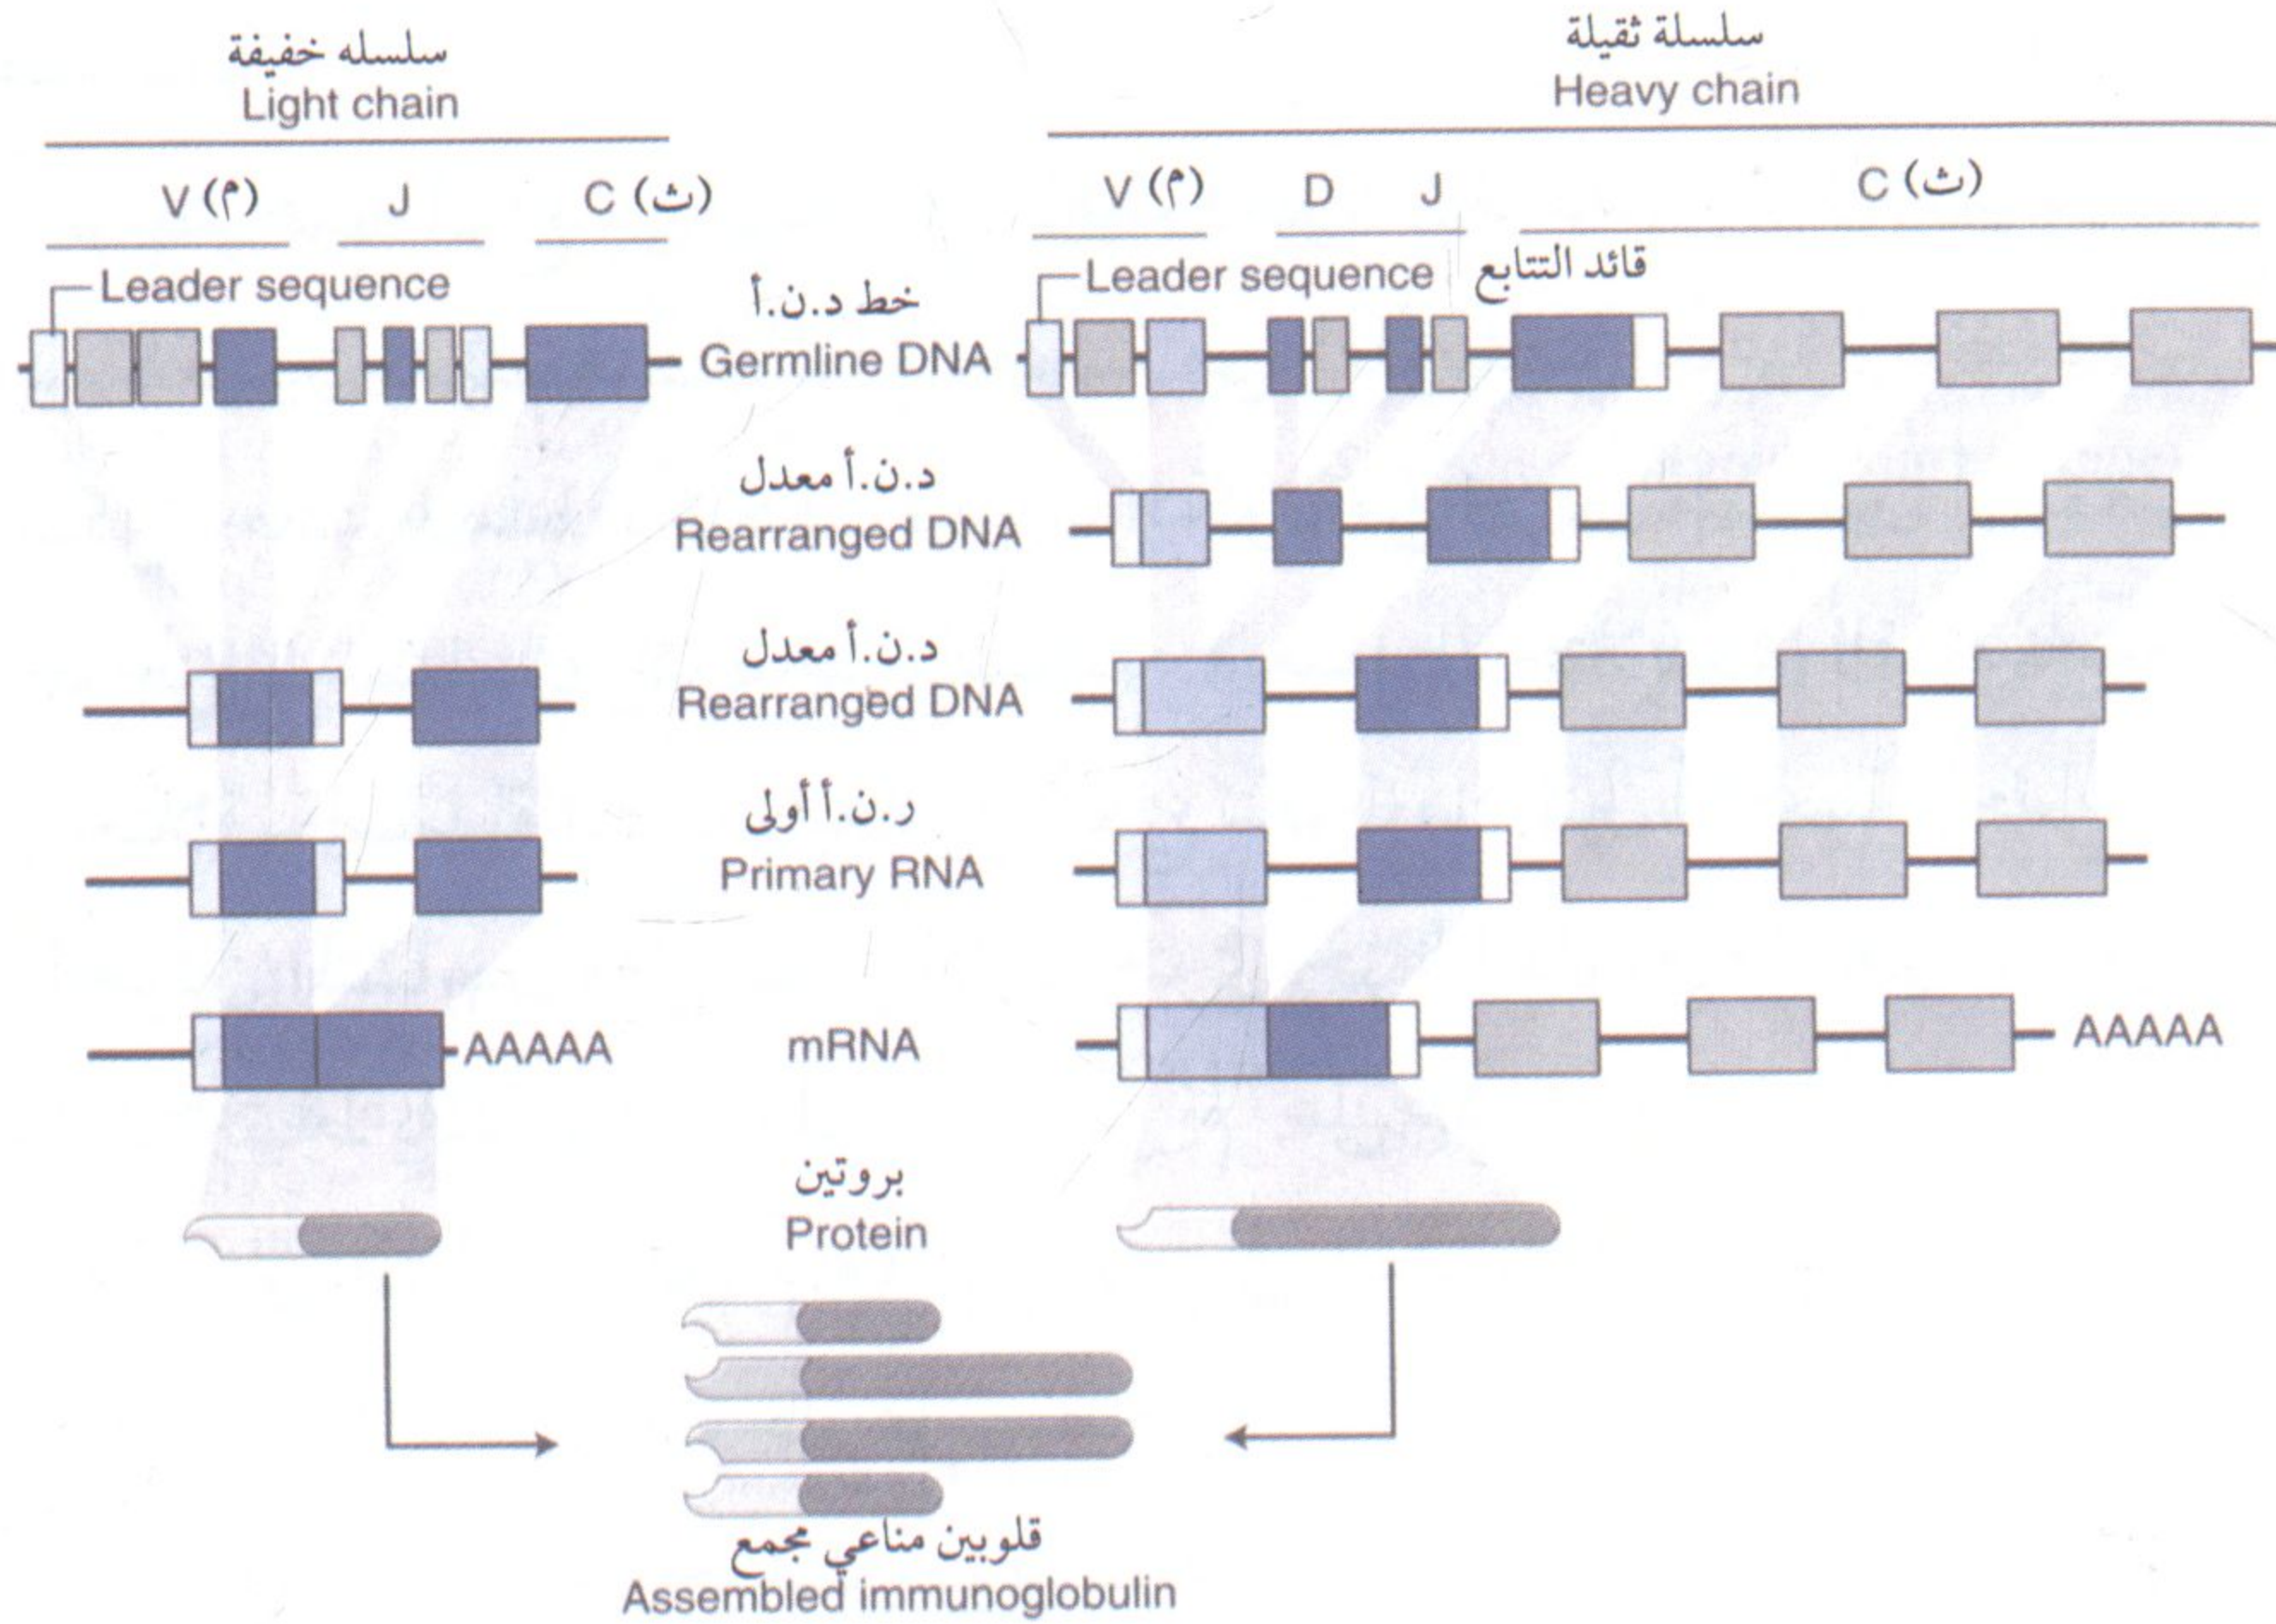 سلسله خفيفة
Light chain
سلسلة ثقيلة
Heavy chain
V (م) J C (ث)
V (م) D J C (ث)
Leader sequence
Leader sequence قائد التتابع
خط د.ن.أ
Germline DNA
د.ن.أ معدل
Rearranged DNA
د.ن.أ معدل
Rearranged DNA
ر.ن.أ أولى
Primary RNA
AAAAA mRNA AAAAA
بروتين
Protein
قلوبين مناعي مجمع
Assembled immunoglobulin